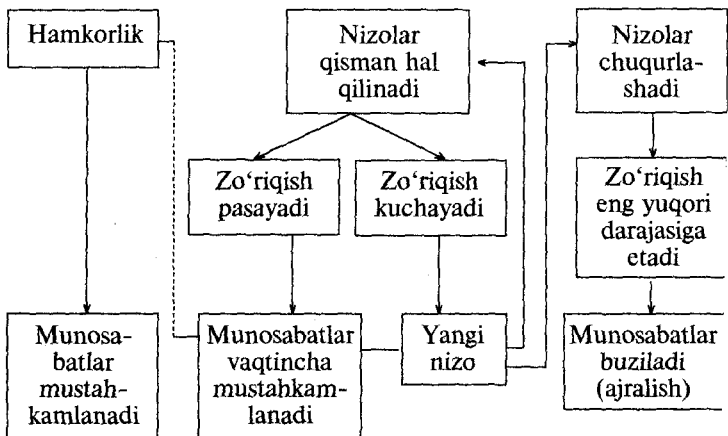 Hamkorlik
Nizolar
qisman hal
qilinadi
Nizolar
chuqurla-
shadi
Zo‘riqish
pasayadi
Zo‘riqish
kuchayadi
Zo‘riqish
eng yuqori
darajasiga
etadi
Munosa-
batlar
mustah-
kamlanadi
Munosabatlar
vaqtincha
mustahkam-
lanadi
Yangi
nizo
Munosabatlar
buziladi
(ajralish)